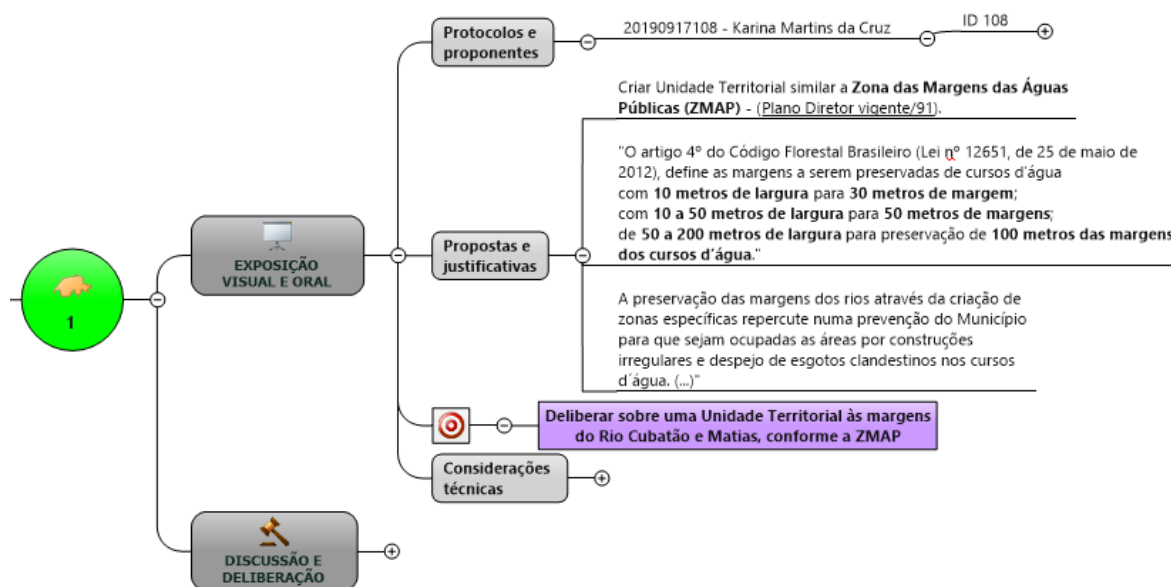 1
EXPOSIÇÃO
VISUAL E ORAL
Protocolos e
proponentes
20190917108 - Karina Martins da Cruz
ID 108
Propostas e
justificativas
Criar Unidade Territorial similar a Zona das Margens das Águas
Públicas (ZMAP) - (Plano Diretor vigente/91).
"O artigo 4º do Código Florestal Brasileiro (Lei nº 12651, de 25 de maio de
2012), define as margens a serem preservadas de cursos d'água
com 10 metros de largura para 30 metros de margem;
com 10 a 50 metros de largura para 50 metros de margens;
de 50 a 200 metros de largura para preservação de 100 metros das margens
dos cursos d'água."
A preservação das margens dos rios através da criação de
zonas específicas repercute numa prevenção do Município
para que sejam ocupadas as áreas por construções
irregulares e despejo de esgotos clandestinos nos cursos
d´água. (...)"
Deliberar sobre uma Unidade Territorial às margens
do Rio Cubatão e Matias, conforme a ZMAP
Considerações
técnicas
DISCUSSÃO E
DELIBERAÇÃO